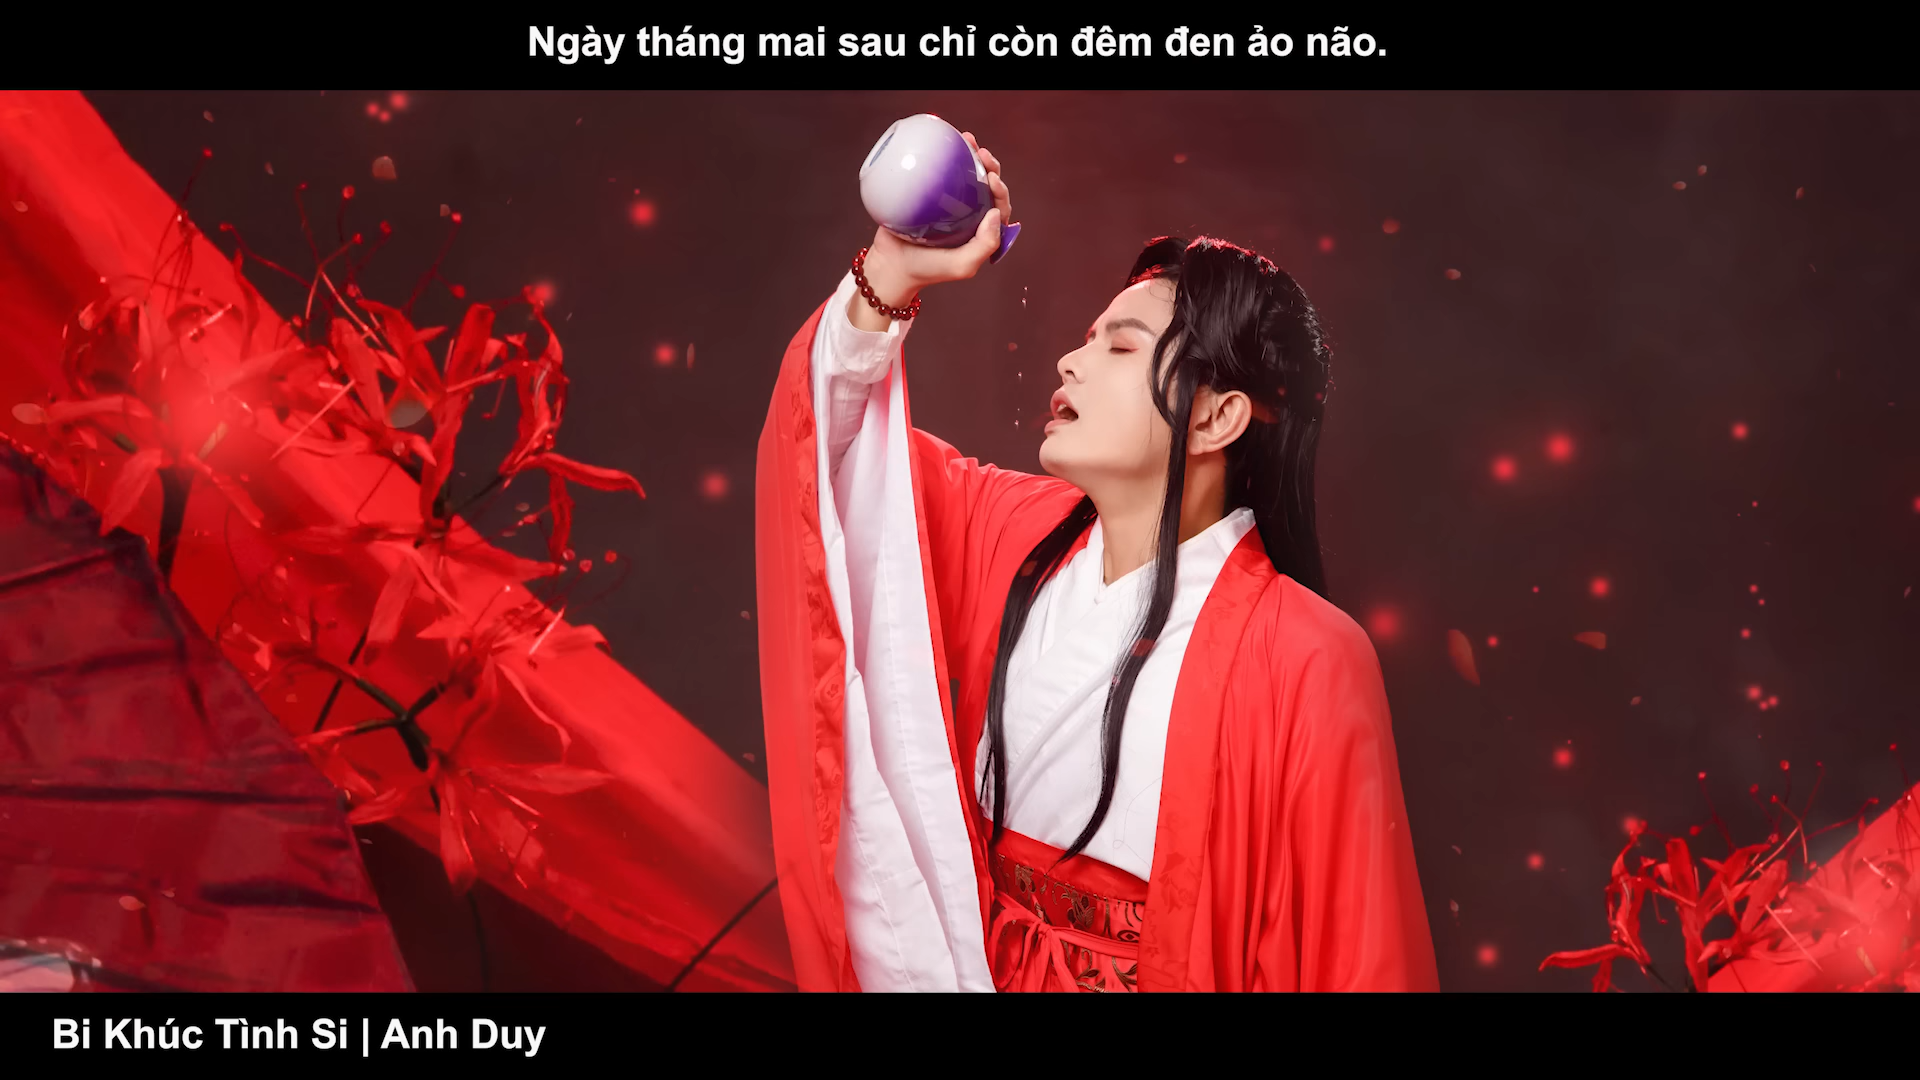 Ngày tháng mai sau chỉ còn đêm đen ảo não.
Bi Khúc Tình Si | Anh Duy